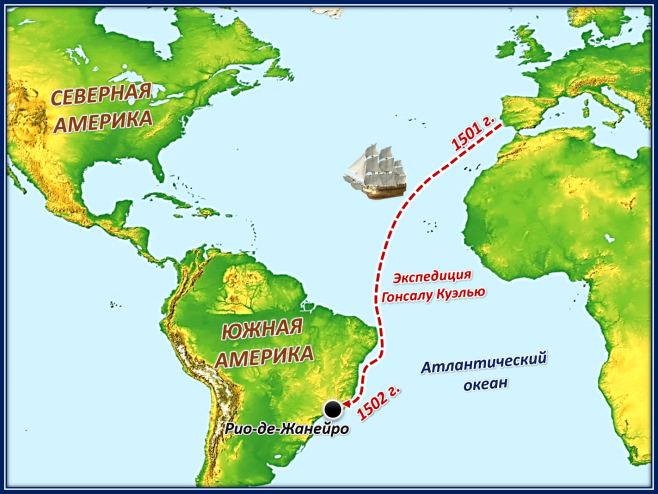 СЕВЕРНАЯ
АМЕРИКА
1501 г.
Экспедиция
Гонсалу Куэлью
ЮЖНАЯ
АМЕРИКА
Атлантический
океан
1502 г.
Рио-де-Жанейро